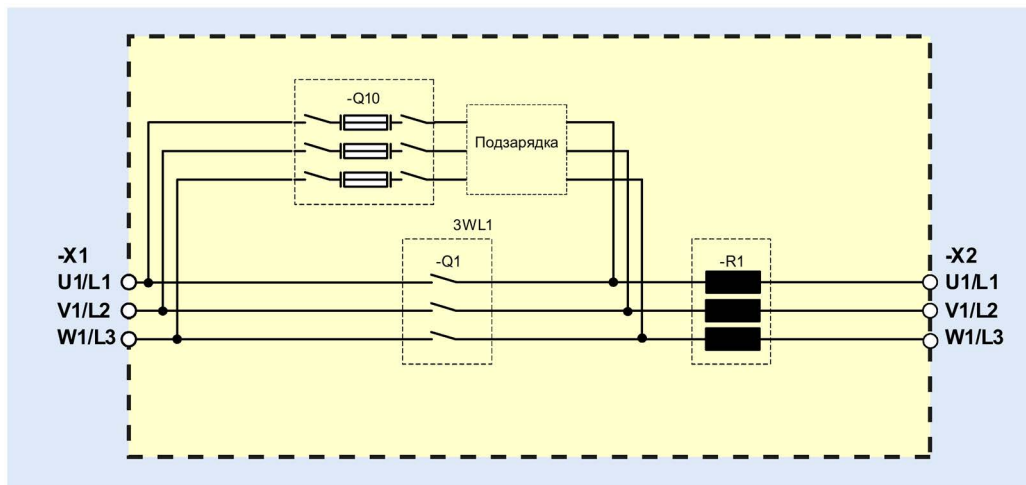 -Q10
Подзарядка
3WL1
-X1
-Q1
-R1
-X2
U1/L1
U1/L1
V1/L2
V1/L2
W1/L3
W1/L3